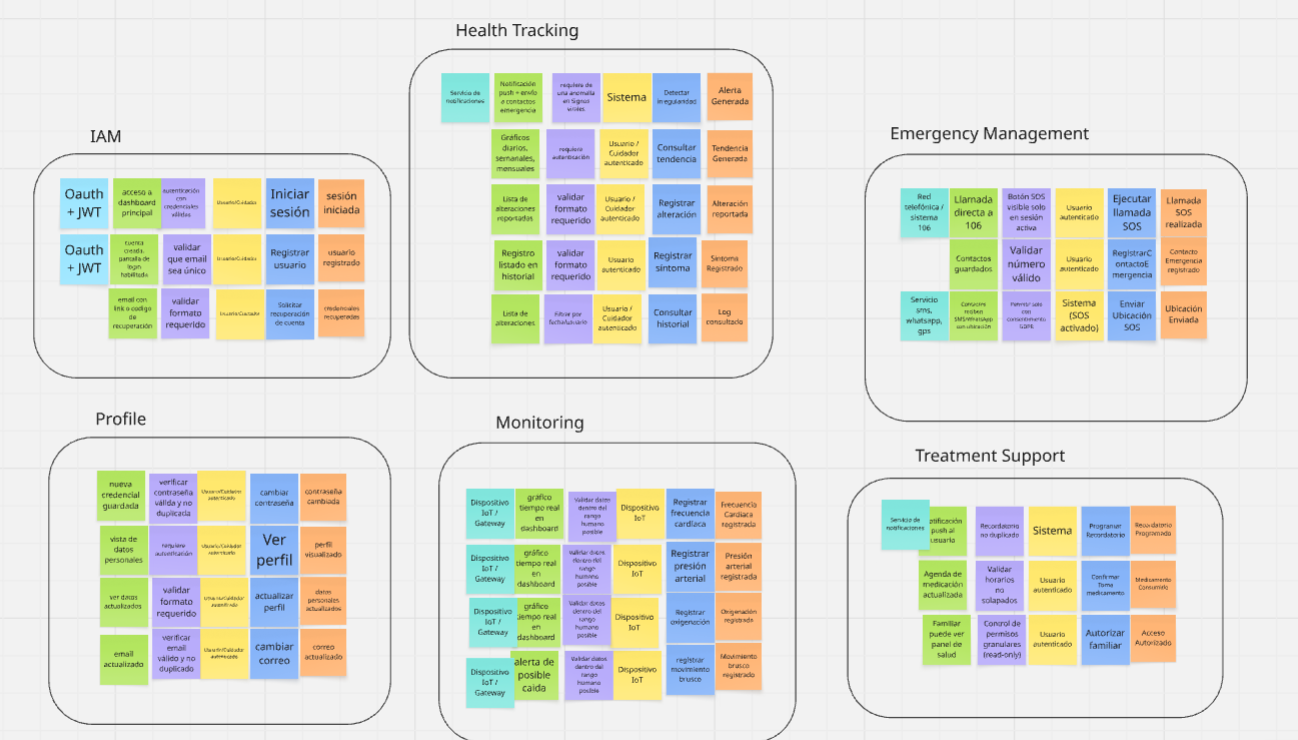 Health Tracking
Servicio de
notificaciones
Notificación
push + envío
a contactos
emergencia
requiere de
una anomalía
en Signos
vitales
Sistema
Detectar
irregularidad
Alerta
Generada
Gráficos
diarios,
semanales,
mensuales
requiere
autenticación
Usuario /
Cuidador
autenticado
Consultar
tendencia
Tendencia
Generada
Lista de
alteraciones
reportadas
validar
formato
requerido
Usuario /
Cuidador
autenticado
Registrar
alteración
Alteración
reportada
Registro
listado en
historial
validar
formato
requerido
Usuario
autenticado
Registrar
síntoma
Síntoma
Registrado
Lista de
alteraciones
Filtrar por
fecha/usuario
Usuario /
Cuidador
autenticado
Consultar
historial
Log
consultado
IAM
Oauth
+ JWT
acceso a
dashboard
principal
autenticación
con
credenciales
válidas
Usuario/Cuidador
Iniciar
sesión
sesión
iniciada
Oauth
+ JWT
cuenta
creada,
pantalla de
login
habilitado
validar
que email
sea único
Usuario/Cuidador
Registrar
usuario
usuario
registrado
email con
link o codigo
de
recuperación
validar
formato
requerido
Usuario/Cuidador
Solicitar
recuperación
de cuenta
credenciales
recuperadas
Emergency Management
Red
telefónica /
sistema
106
Llamada
directa a
106
Botón SOS
visible solo
en sesión
activa
Usuario
autenticado
Ejecutar
llamada
SOS
Llamada
SOS
realizada
Contactos
guardados
Validar
número
válido
Usuario
autenticado
RegistrarC
ontactoE
mergencia
Contacto
Emergencia
registrado
Servicio
sms,
whatsapp,
gps
Contactos
reciben
SMS/WhatsApp
con ubicación
Permitir solo
con
consentimiento
GDPR
Sistema
(SOS
activado)
Enviar
Ubicación
SOS
Ubicación
Enviada
Profile
nueva
credencial
guardada
verificar
contraseña
válida y no
duplicada
Usuario/Cuidador
autenticado
cambiar
contraseña
contraseña
cambiada
vista de
datos
personales
requiere
autenticación
Usuario/Cuidador
autenticado
Ver
perfil
perfil
visualizado
ver datos
actualizados
validar
formato
requerido
Usuario/Cuidador
autenticado
actualizar
perfil
datos
personales
actualizados
email
actualizado
verificar
email
válido y no
duplicado
Usuario/Cuidador
autenticado
cambiar
correo
correo
actualizado
Monitoring
Dispositivo
IoT /
Gateway
gráfico
tiempo real
en
dashboard
Validar datos
dentro del
rango
humano
posible
Dispositivo
IoT
Registrar
frecuencia
cardíaca
Frecuencia
Cardiaca
registrada
Dispositivo
IoT /
Gateway
gráfico
tiempo real
en
dashboard
Validar datos
dentro del
rango
humano
posible
Dispositivo
IoT
Registrar
presión
arterial
Presión
arterial
registrada
Dispositivo
IoT /
Gateway
gráfico
tiempo real
en
dashboard
Validar datos
dentro del
rango
humano
posible
Dispositivo
IoT
Registrar
oxigenación
Oxigenación
registrada
Dispositivo
IoT /
Gateway
alerta de
posible
caida
Validar datos
dentro del
rango
humano
posible
Dispositivo
IoT
registrar
movimiento
brusco
Movimiento
brusco
registrado
Treatment Support
Servicio de
notificaciones
notificación
push al
usuario
Recordatorio
no duplicado
Sistema
Programar
Recordatorio
Recordatorio
Programado
Agenda de
medicación
actualizada
Validar
horarios
no
solapados
Usuario
autenticado
Confirmar
Toma
medicamento
Medicamento
Consumido
Familiar
puede ver
panel de
salud
Control de
permisos
granulares
(read-only)
Usuario
autenticado
Autorizar
familiar
Acceso
Autorizado